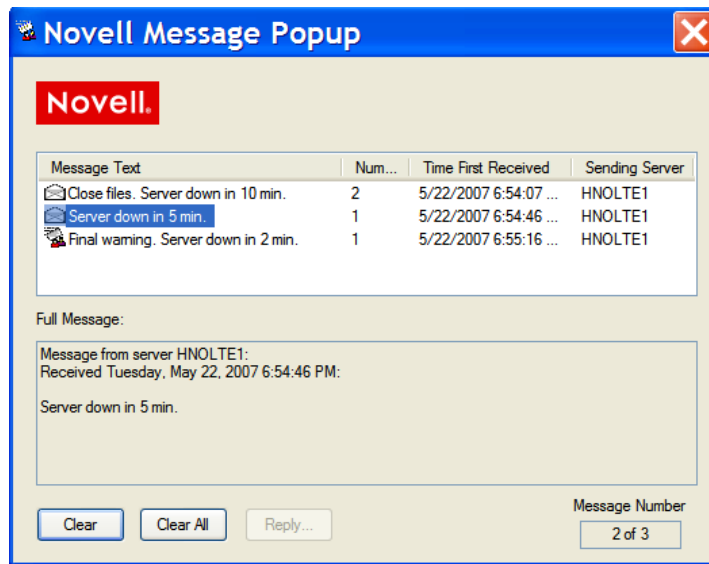 Novell Message Popup
Novell.
Message Text Num... Time First Received Sending Server
Close files. Server down in 10 min. 2 5/22/2007 6:54:07 ... HNOLTE1
Server down in 5 min. 1 5/22/2007 6:54:46 ... HNOLTE1
Final warning. Server down in 2 min. 1 5/22/2007 6:55:16 ... HNOLTE1
Full Message:
Message from server HNOLTE1:
Received Tuesday, May 22, 2007 6:54:46 PM:
Server down in 5 min.
Message Number
Clear Clear All Reply... 2 of 3